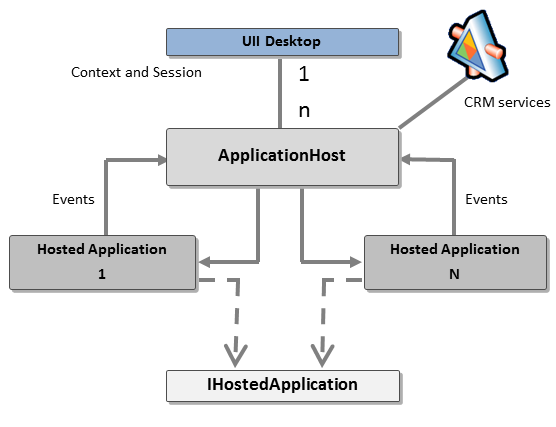 UII Desktop
Context and Session
1
n
CRM services
ApplicationHost
Events
Events
Hosted Application
1
Hosted Application
N
IHostedApplication